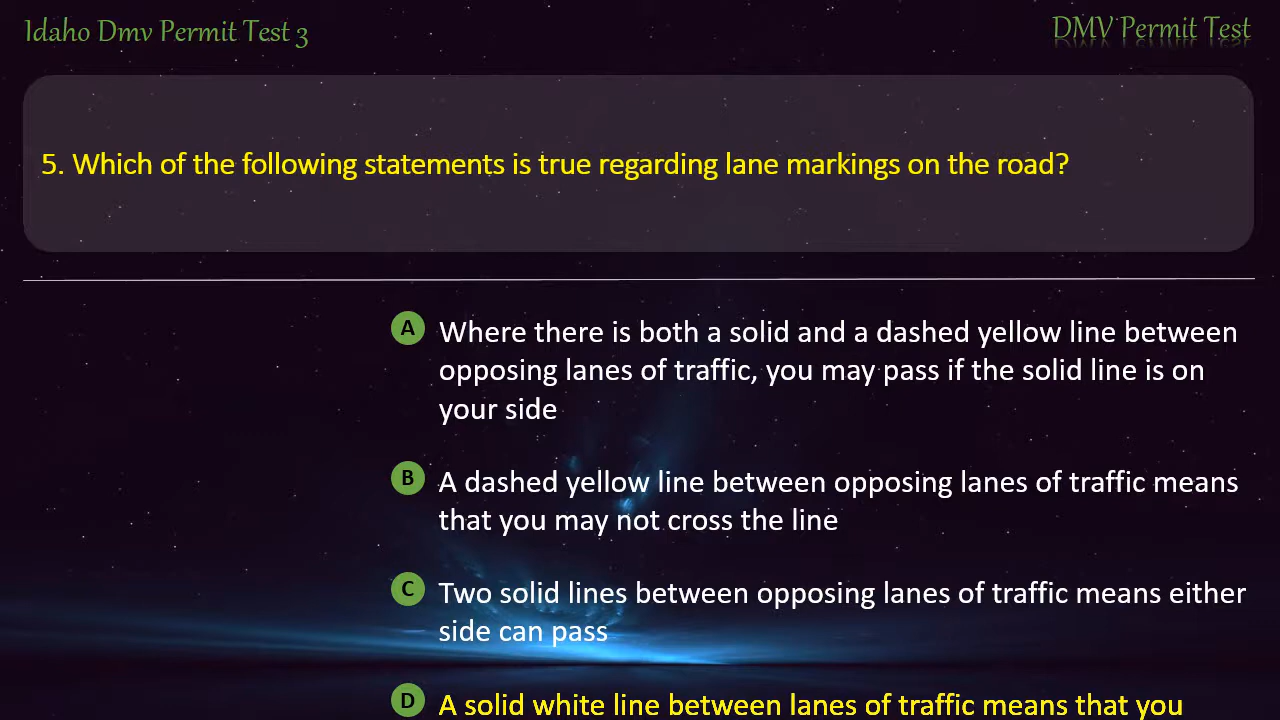 Idaho Dmv Permit Test 3
DMV Permit Test
5. Which of the following statements is true regarding lane markings on the road?
A Where there is both a solid and a dashed yellow line between
opposing lanes of traffic, you may pass if the solid line is on
your side
B A dashed yellow line between opposing lanes of traffic means
that you may not cross the line
C Two solid lines between opposing lanes of traffic means either
side can pass
D A solid white line between lanes of traffic means that you